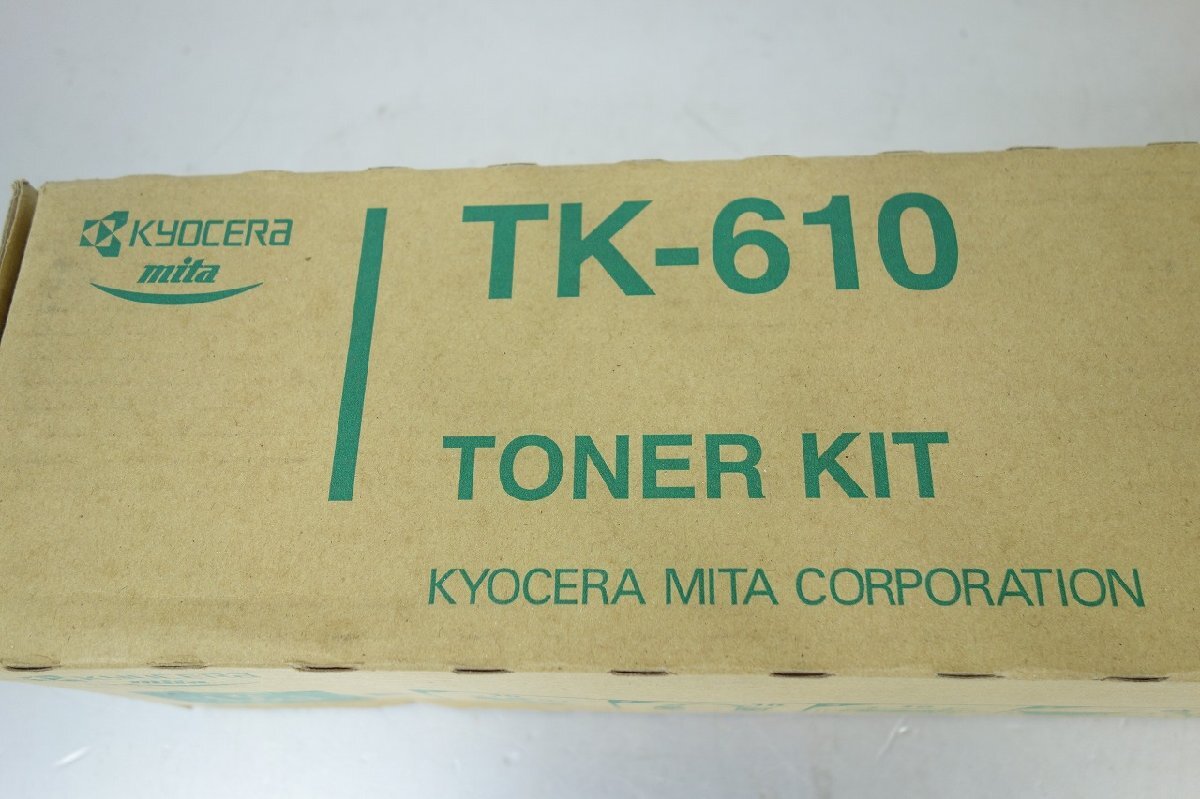 KYOCERA
mita
TK-610
TONER KIT
KYOCERA MITA CORPORATION